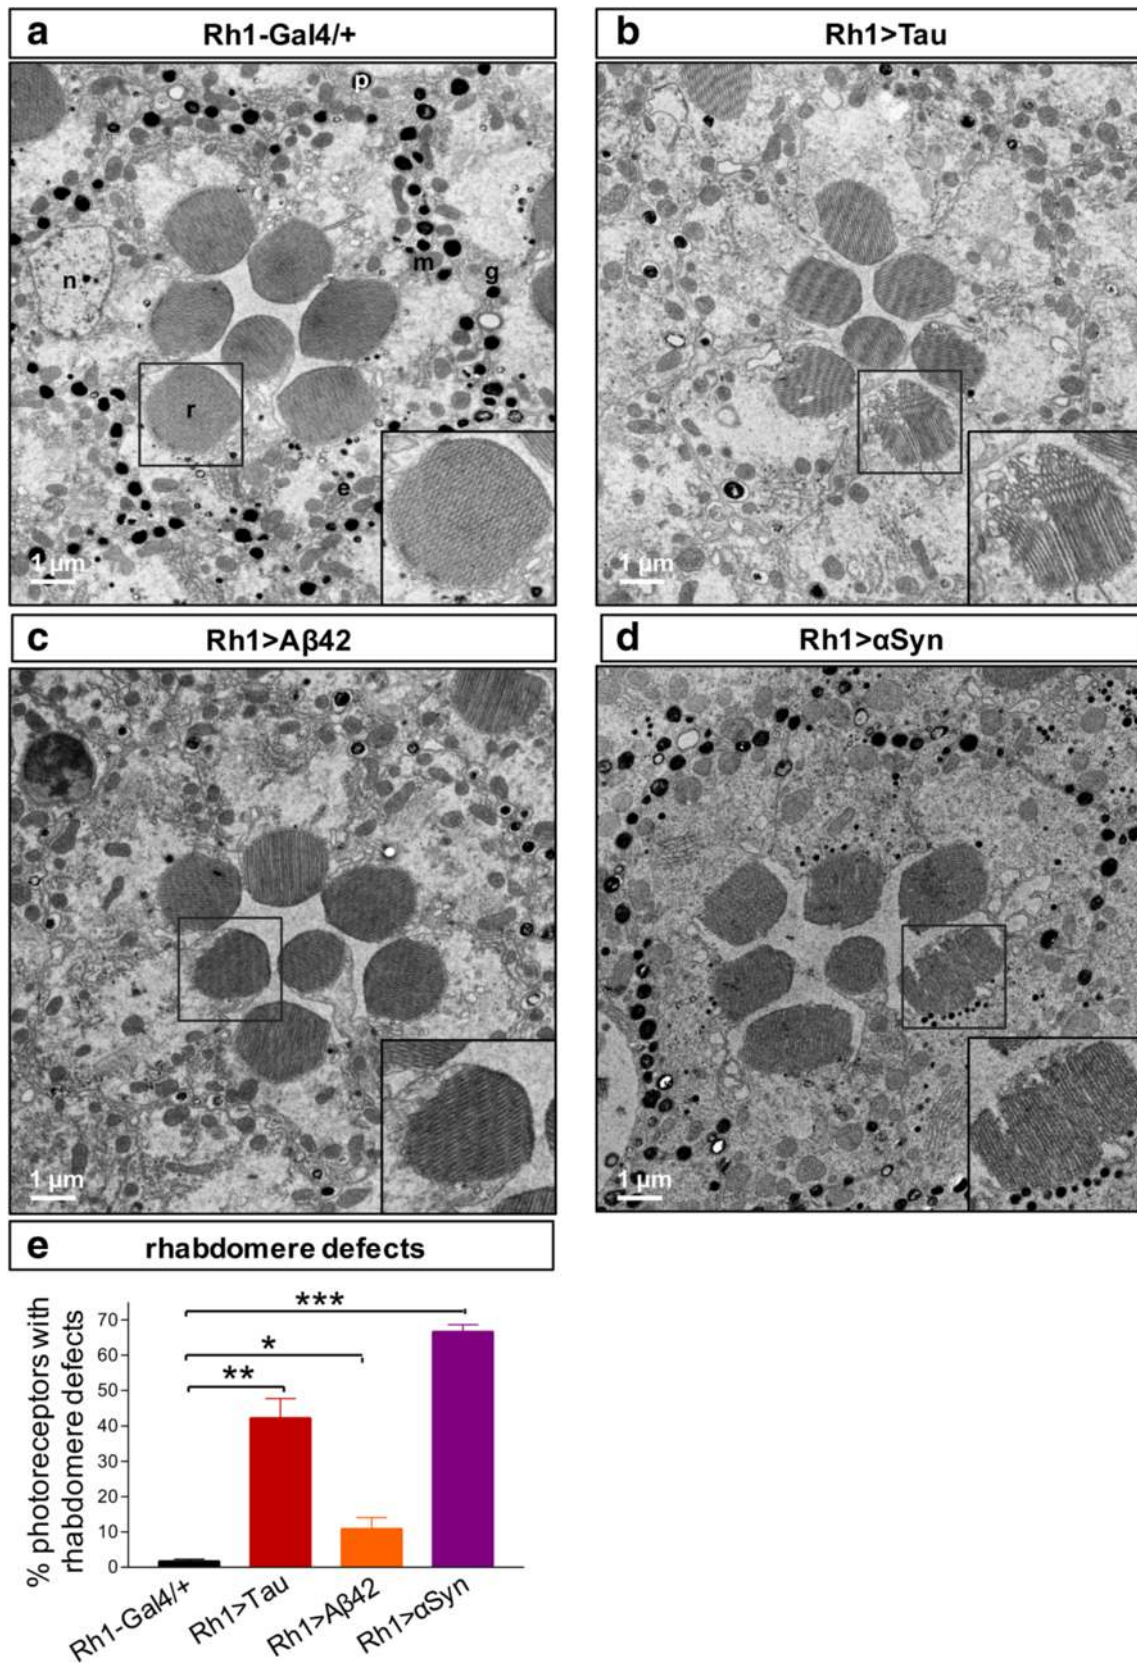 a Rh1-Gal4/+
p
n
m
g
r
e
1 µm
b Rh1>Tau
1 µm
c Rh1>Aβ42
1 µm
d Rh1>αSyn
1 µm
e rhabdomere defects
% photoreceptors with
rhabdomere defects
70
60
50
40
30
20
10
0
***
*
**
Rh1-Gal4/+
Rh1>Tau
Rh1>Aβ42
Rh1>αSyn